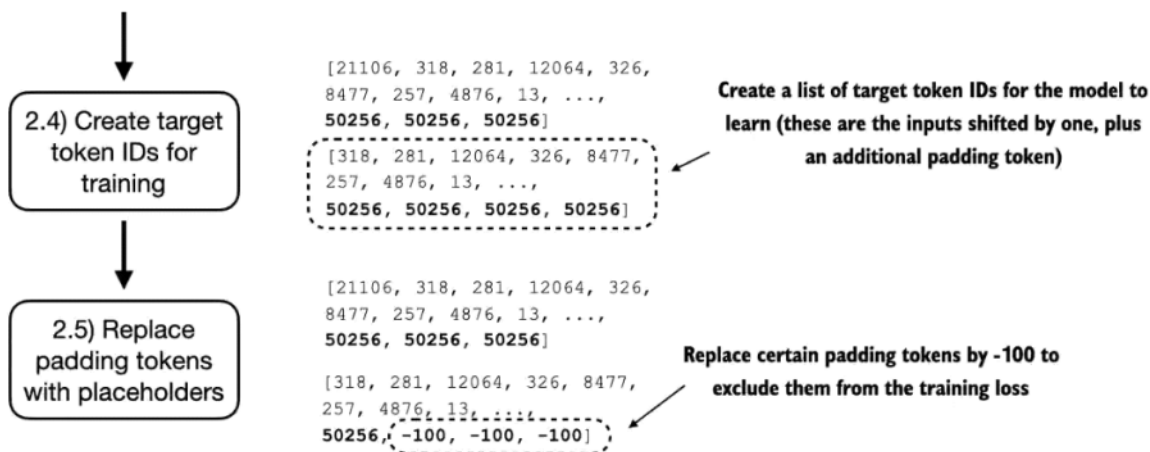 2.4) Create target
token IDs for
training
[21106, 318, 281, 12064, 326,
8477, 257, 4876, 13, ...,
50256, 50256, 50256]
[318, 281, 12064, 326, 8477,
257, 4876, 13, ...,
50256, 50256, 50256, 50256]
Create a list of target token IDs for the model to
learn (these are the inputs shifted by one, plus
an additional padding token)
2.5) Replace
padding tokens
with placeholders
[21106, 318, 281, 12064, 326,
8477, 257, 4876, 13, ...,
50256, 50256, 50256]
[318, 281, 12064, 326, 8477,
257, 4876, 13, ...,
50256, -100, -100, -100]
Replace certain padding tokens by -100 to
exclude them from the training loss